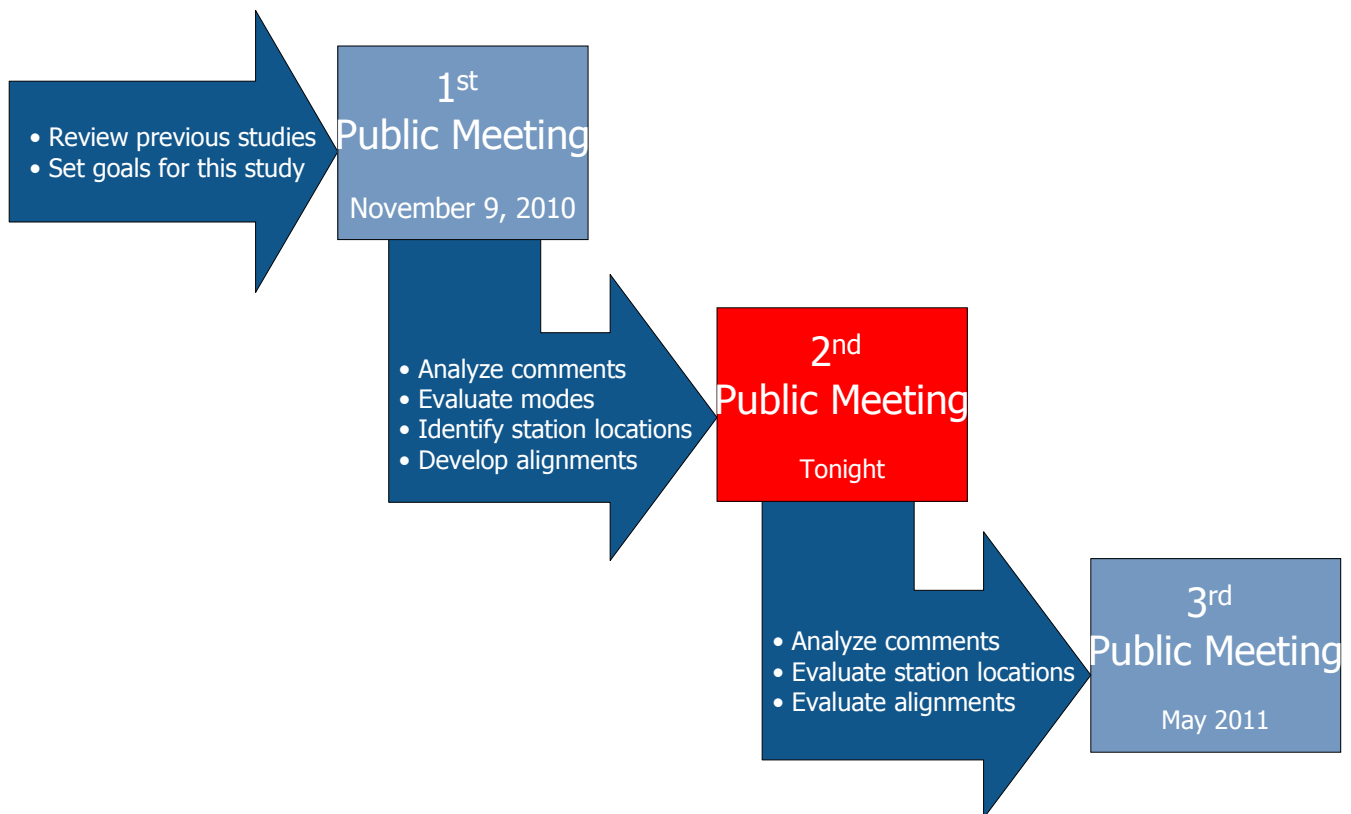 • Review previous studies
• Set goals for this study
1st
Public Meeting
November 9, 2010
• Analyze comments
• Evaluate modes
• Identify station locations
• Develop alignments
2nd
Public Meeting
Tonight
• Analyze comments
• Evaluate station locations
• Evaluate alignments
3rd
Public Meeting
May 2011